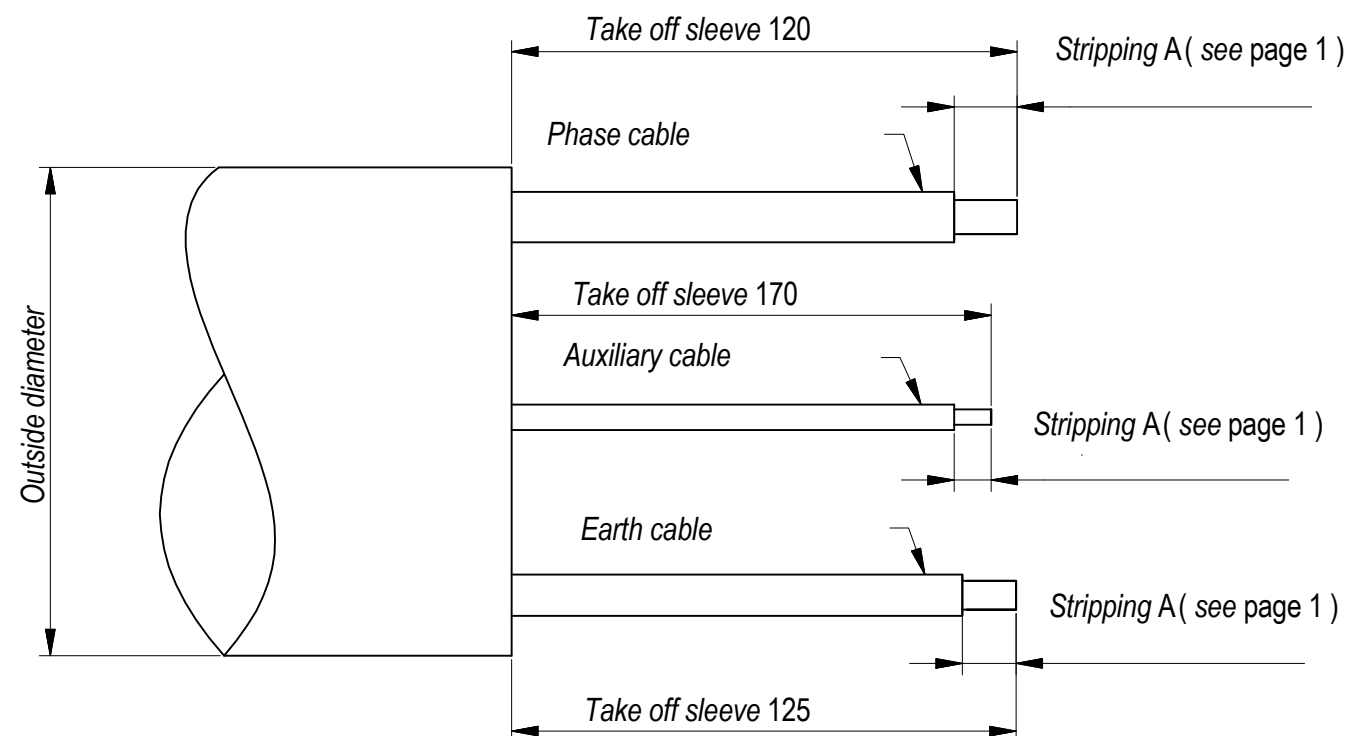 Take off sleeve 120
Stripping A( see page 1 )
Phase cable
Take off sleeve 170
Auxiliary cable
Outside diameter
Stripping A( see page 1 )
Earth cable
Stripping A( see page 1 )
Take off sleeve 125